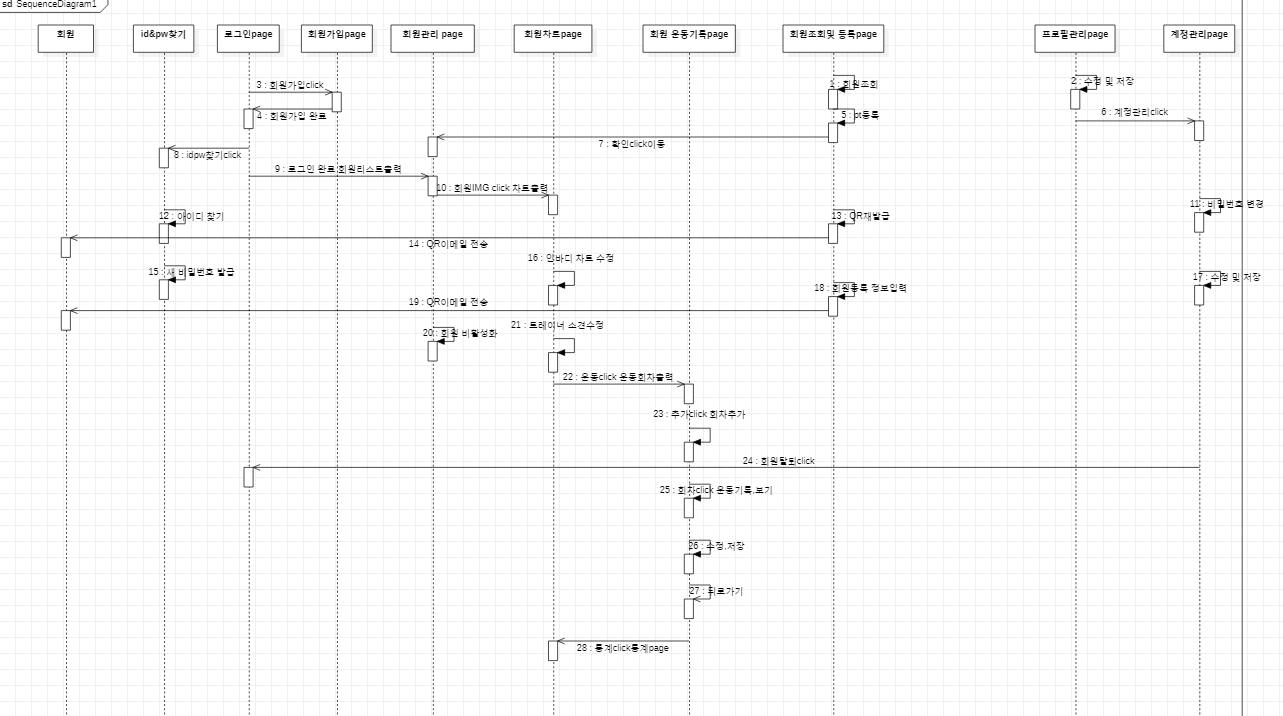 sd SequenceDiagram1
회원
id&pw찾기
로그인page
회원가입page
회원관리 page
회원차트page
회원 운동기록page
회원조회및 등록page
프로필관리page
계정관리page
1 : 회원조회
2 : 수정 및 저장
3 : 회원가입click
4 : 회원가입 완료
5 : pt등록
6 : 계정관리click
7 : 확인click이동
8 : idpw찾기click
9 : 로그인 완료 회원리스트출력
10 : 회원IMG click 차트출력
11 : 비밀번호 변경
12 : 아이디 찾기
13 : QR재발급
14 : QR이메일 전송
15 : 새 비밀번호 발급
16 : 인바디 차트 수정
17 : 수정 및 저장
18 : 회원등록 정보입력
19 : QR이메일 전송
20 : 회원 비활성화
21 : 트레이너 소견수정
22 : 운동click 운동회차출력
23 : 추가click 회차추가
24 : 회원탈퇴click
25 : 회차click 운동기록,보기
26 : 수정,저장
27 : 뒤로가기
28 : 통계click통계page